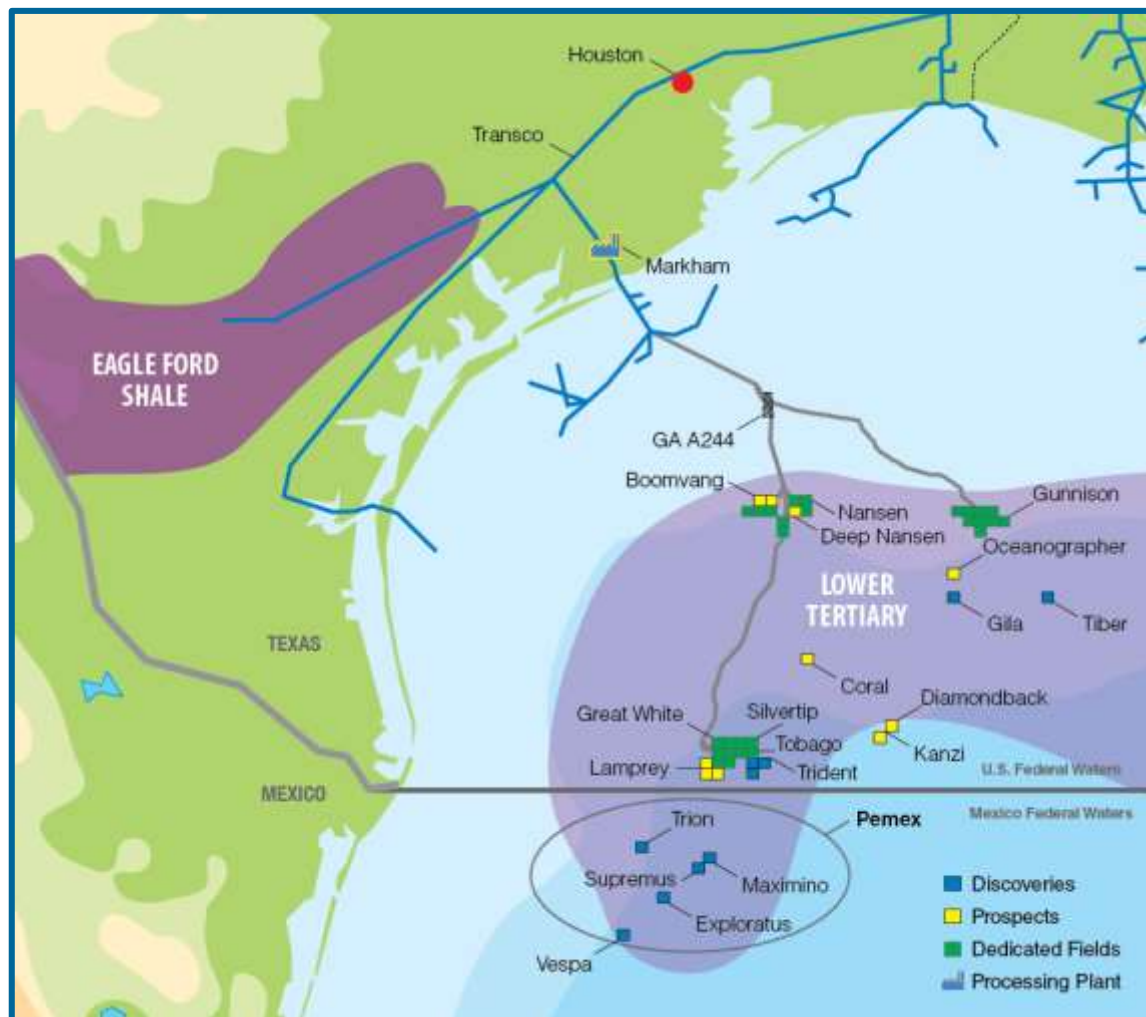 Houston
Transco
Markham
EAGLE FORD
SHALE
GA A244
Boomvang
Nansen
Deep Nansen
Gunnison
Oceanographer
LOWER
TERTIARY
Gila
Tiber
TEXAS
Coral
Diamondback
Kanzi
Great White
Silvertip
Tobago
Lamprey
Trident
U.S. Federal Waters
MEXICO
Mexico Federal Waters
Trion
Pemex
Supremus
Maximino
Exploratus
Vespa
Discoveries
Prospects
Dedicated Fields
Processing Plant